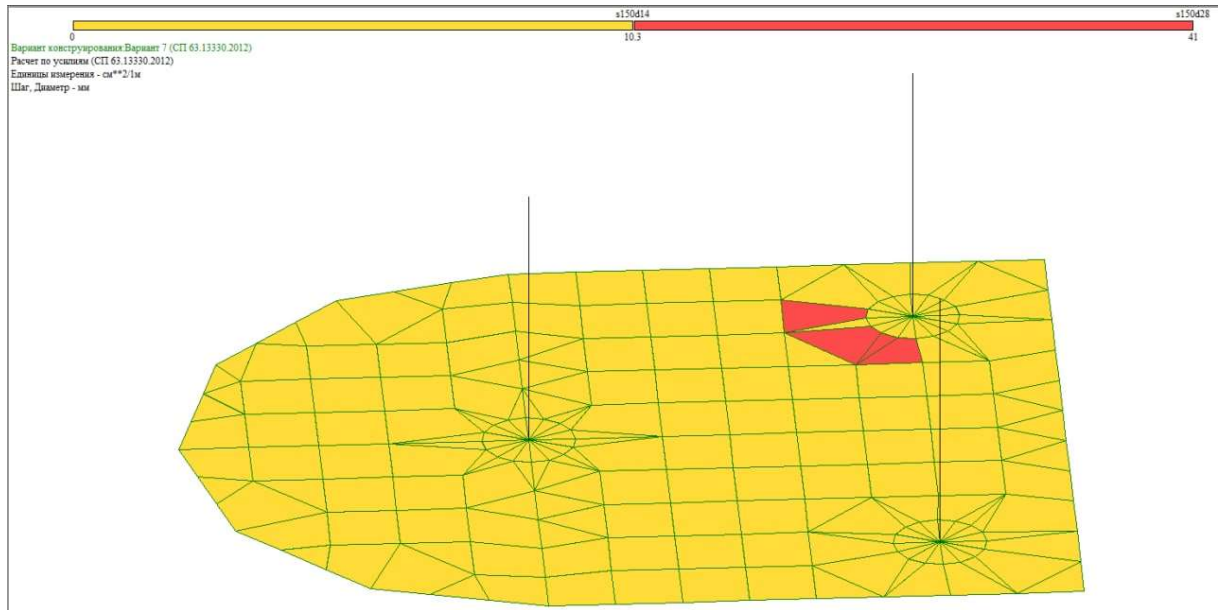 s150d14 s150d28
0 10.3 41
Вариант конструирования:Вариант 7 (СП 63.13330.2012)
Расчет по усилиям (СП 63.13330.2012)
Единицы измерения - см**2/1м
Шаг, Диаметр - мм